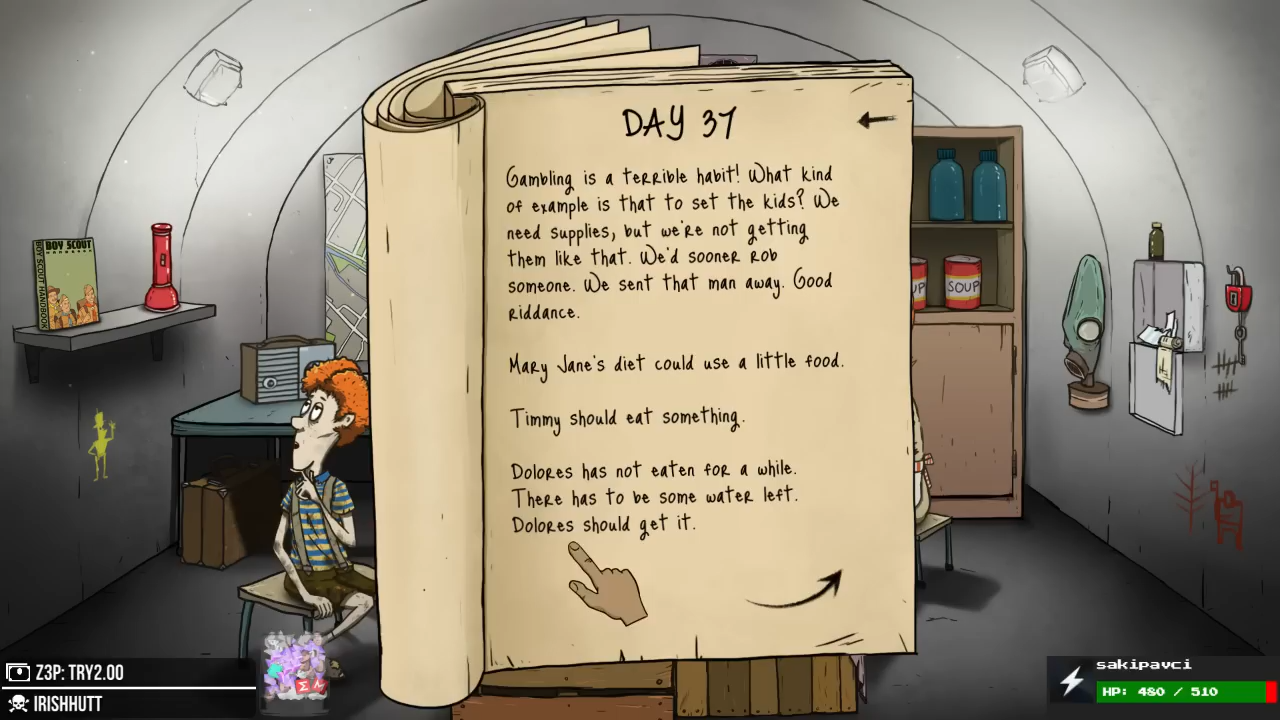 DAY 37
Gambling is a terrible habit! What kind
of example is that to set the kids? We
need supplies, but we're not getting
them like that. We'd sooner rob
someone. We sent that man away. Good
riddance.
Mary Jane's diet could use a little food.
Timmy should eat something.
Dolores has not eaten for a while.
There has to be some water left.
Dolores should get it.
BOY SCOUT
BOY SCOUT HANDBOOK
UP
SOUP
Z3P: TRY2.00
IRISHHUTT
sakipavci
HP: 480 / 510